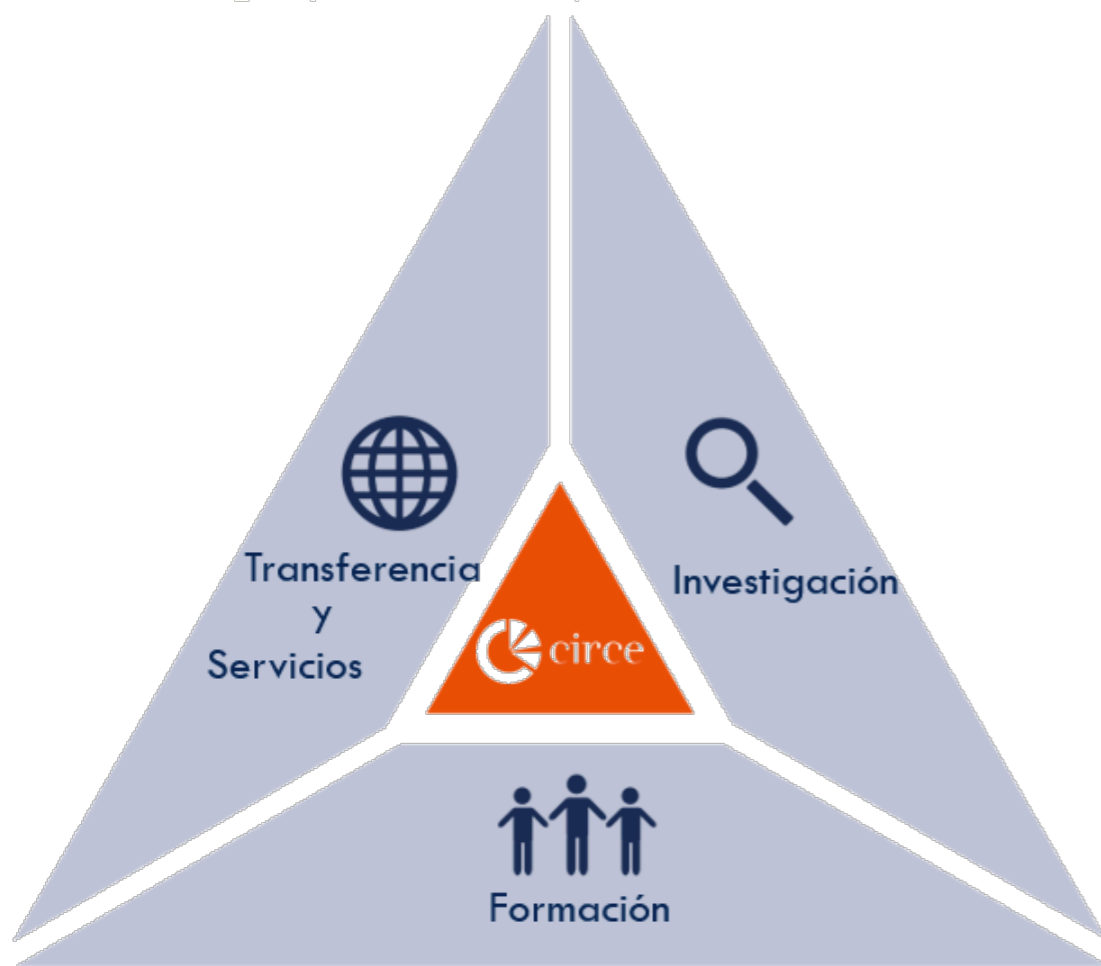 Transferencia
y
Servicios
Investigación
circe
Formación